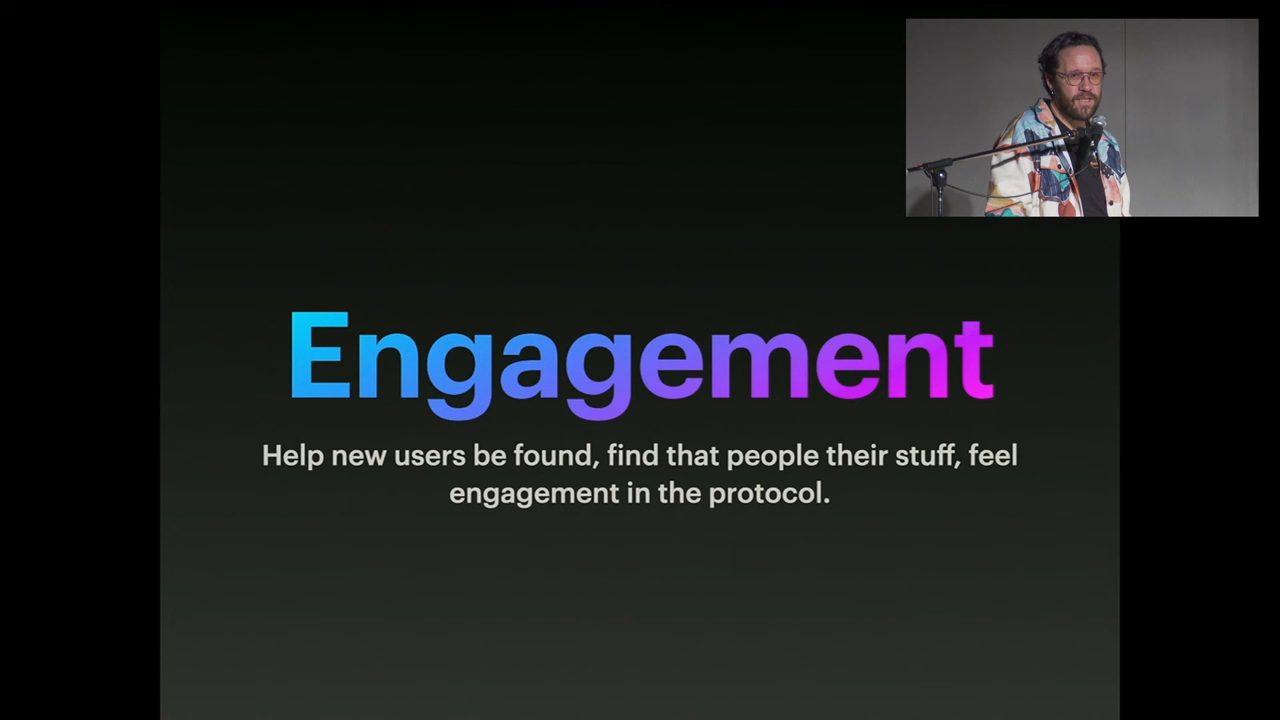 Engagement
Help new users be found, find that people their stuff, feel
engagement in the protocol.